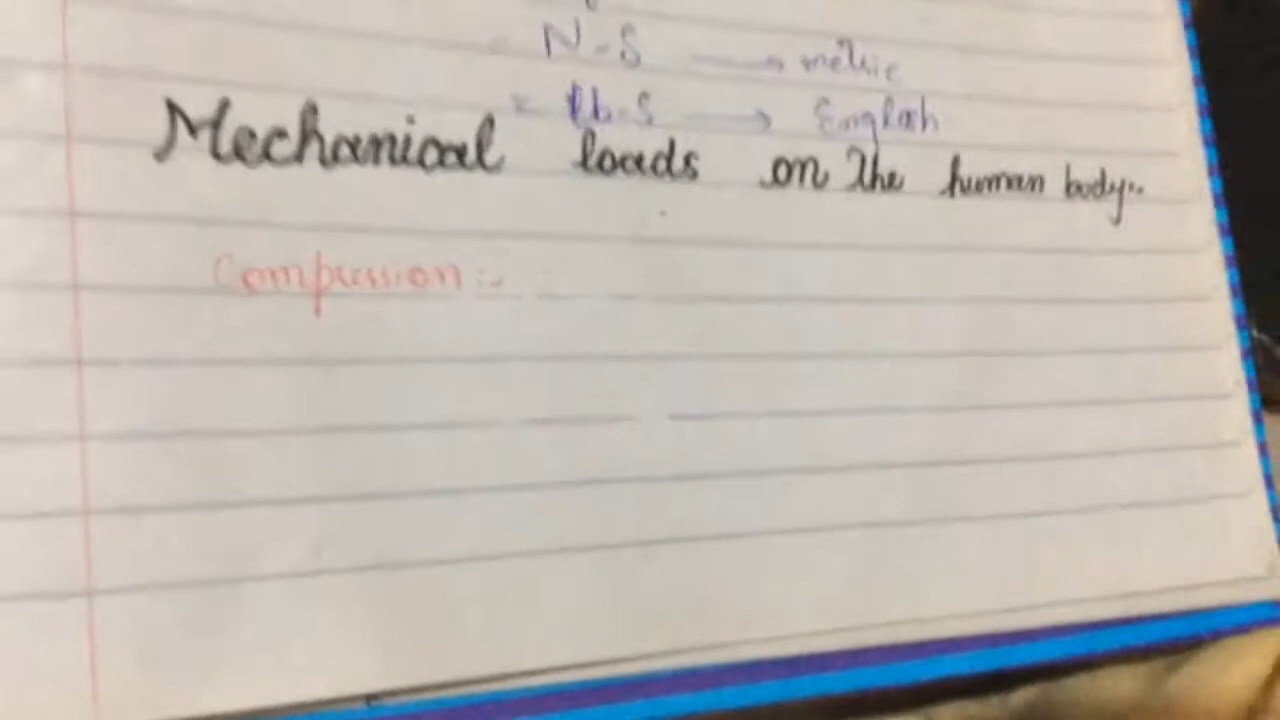 N-S → metric
= lb-S → English
Mechanical loads on the human body:-
Compression :-